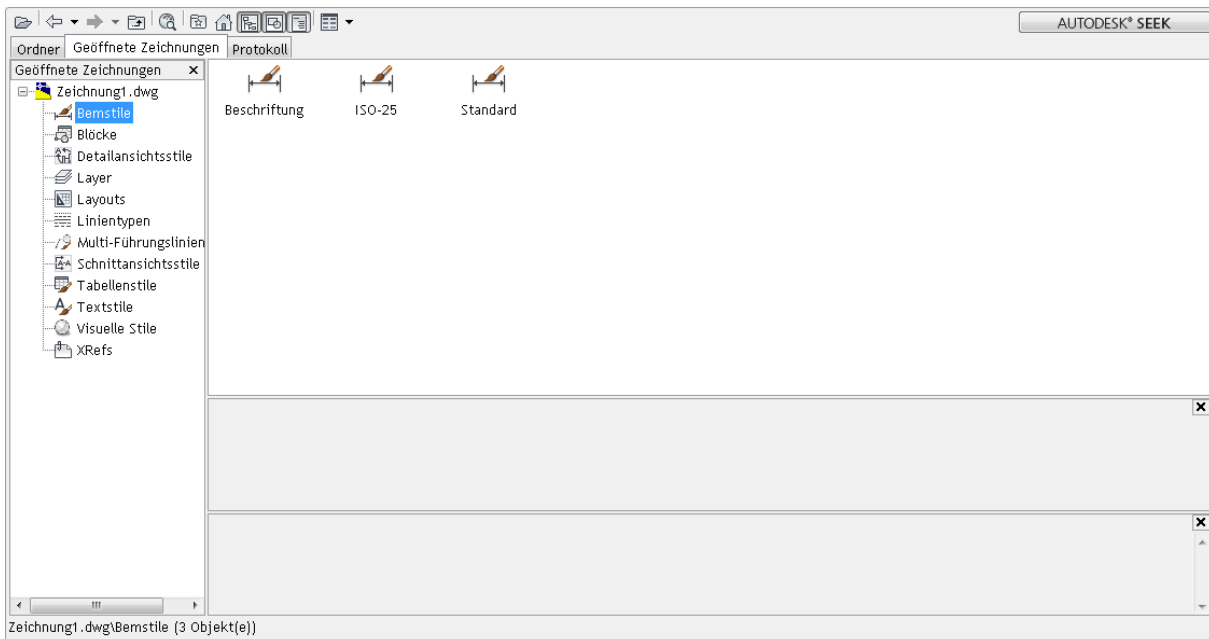 AUTODESK® SEEK
Ordner Geöffnete Zeichnungen Protokoll
Geöffnete Zeichnungen
Zeichnung1.dwg
Bemstile
Blöcke
Detailansichtsstile
Layer
Layouts
Linientypen
Multi-Führungslinien
Schnittansichtsstile
Tabellenstile
Textstile
Visuelle Stile
XRefs
Beschriftung ISO-25 Standard
Zeichnung1.dwg\Bemstile (3 Objekt(e))